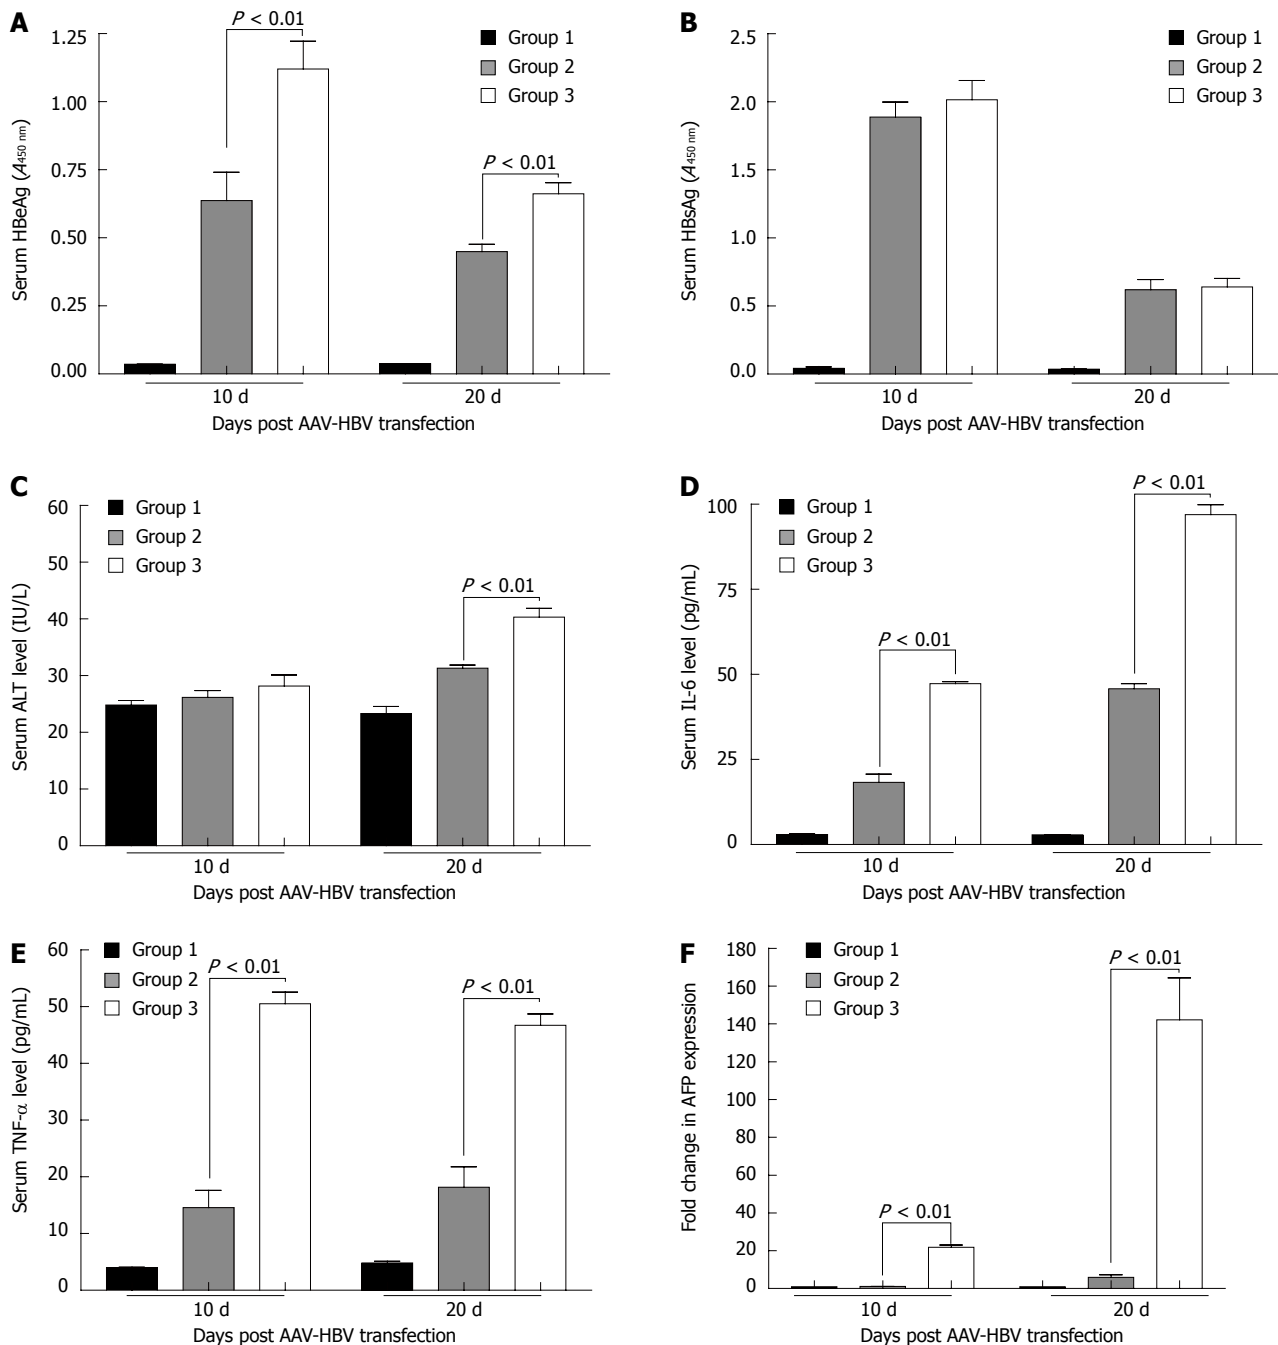 A
P < 0.01
1.25
1.00
0.75
0.50
0.25
0.00
Serum HBeAg (A450 nm)
Group 1
Group 2
Group 3
P < 0.01
10 d
20 d
Days post AAV-HBV transfection
B
2.5
2.0
1.5
1.0
0.5
0.0
Serum HBsAg (A450 nm)
Group 1
Group 2
Group 3
10 d
20 d
Days post AAV-HBV transfection
C
60
50
40
30
20
10
0
Serum ALT level (IU/L)
Group 1
Group 2
Group 3
P < 0.01
10 d
20 d
Days post AAV-HBV transfection
D
100
75
50
25
0
Serum IL-6 level (pg/mL)
Group 1
Group 2
Group 3
P < 0.01
P < 0.01
10 d
20 d
Days post AAV-HBV transfection
E
60
50
40
30
20
10
0
Serum TNF-α level (pg/mL)
Group 1
Group 2
Group 3
P < 0.01
P < 0.01
10 d
20 d
Days post AAV-HBV transfection
F
180
160
140
120
100
80
60
40
20
0
Fold change in AFP expression
Group 1
Group 2
Group 3
P < 0.01
P < 0.01
10 d
20 d
Days post AAV-HBV transfection